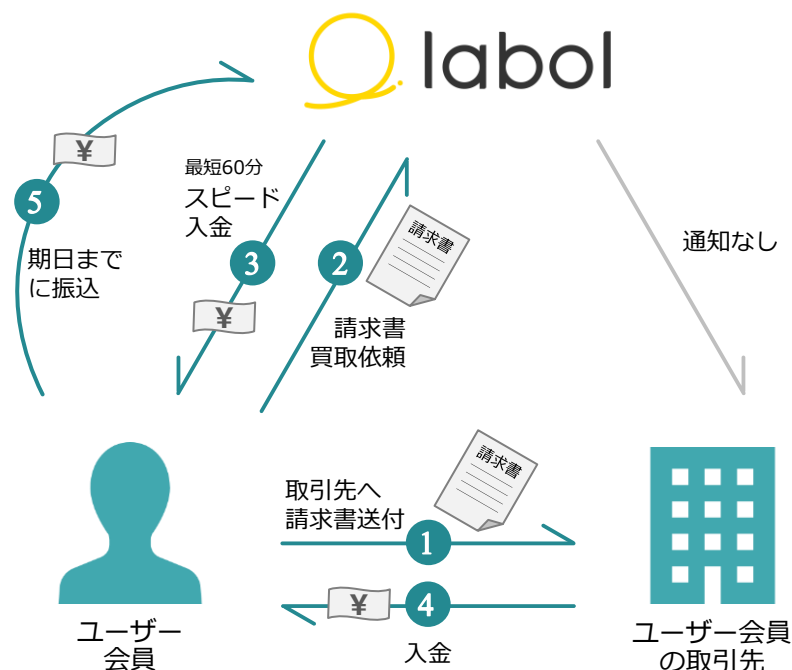 labol
¥
5
期日まで
に振込
最短60分
スピード
入金
3
¥
2
請求書
請求書
買取依頼
通知なし
取引先へ
請求書送付
請求書
1
¥
4
入金
ユーザー
会員
ユーザー会員
の取引先